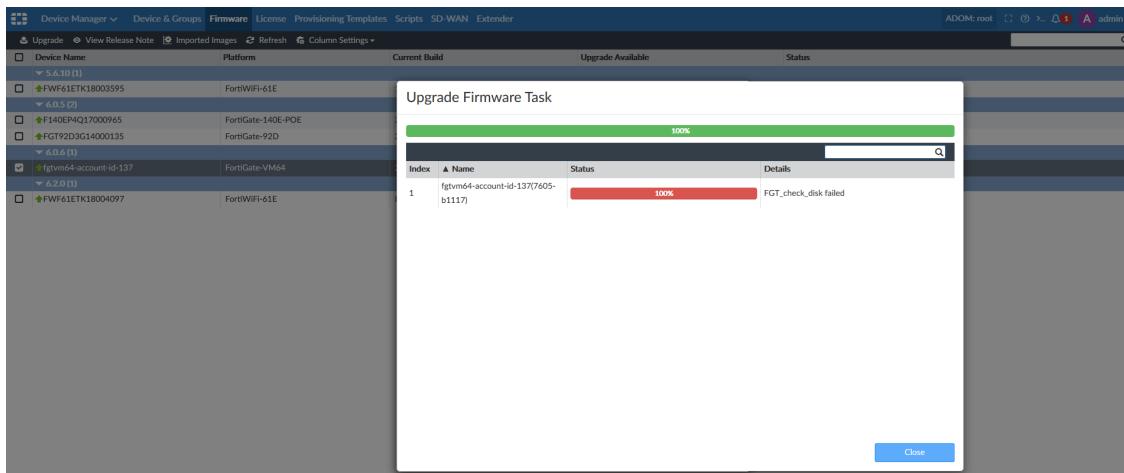 Device Manager Device & Groups Firmware License Provisioning Templates Scripts SD-WAN Extender ADOM: root 1 A admin
Upgrade View Release Note Imported Images Refresh Column Settings
Device Name Platform Current Build Upgrade Available Status
5.6.10 (1)
FWF61ETK18003595 FortiWiFi-61E
6.0.5 (2)
F140EP4Q17000965 FortiGate-140E-POE
FGT92D3G14000135 FortiGate-92D
6.0.6 (1)
fgtvm64-account-id-137 FortiGate-VM64
6.2.0 (1)
FWF61ETK18004097 FortiWiFi-61E
Upgrade Firmware Task
100%
Index Name Status Details
1 fgtvm64-account-id-137(7605-b1117) 100% FGT_check_disk failed
Close